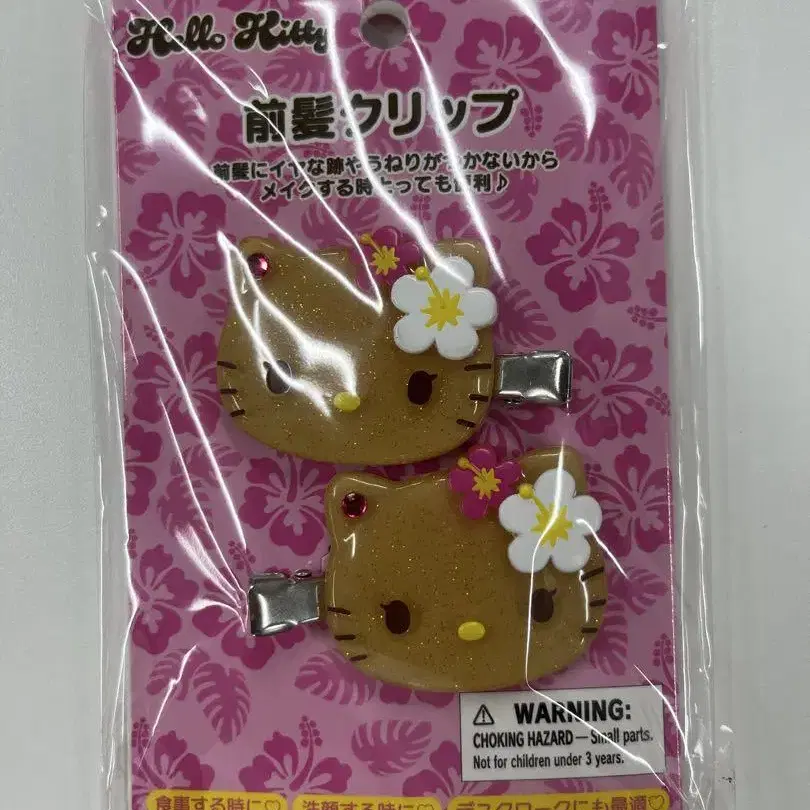 Hello Kitty
前髪クリップ
前髪にイヤな跡やうねりがつかないから
メイクする時とっても便利♪
WARNING:
CHOKING HAZARD—Small parts.
Not for children under 3 years.
食事する時に♡ 洗顔する時に♡ デスクワークにも最適♡